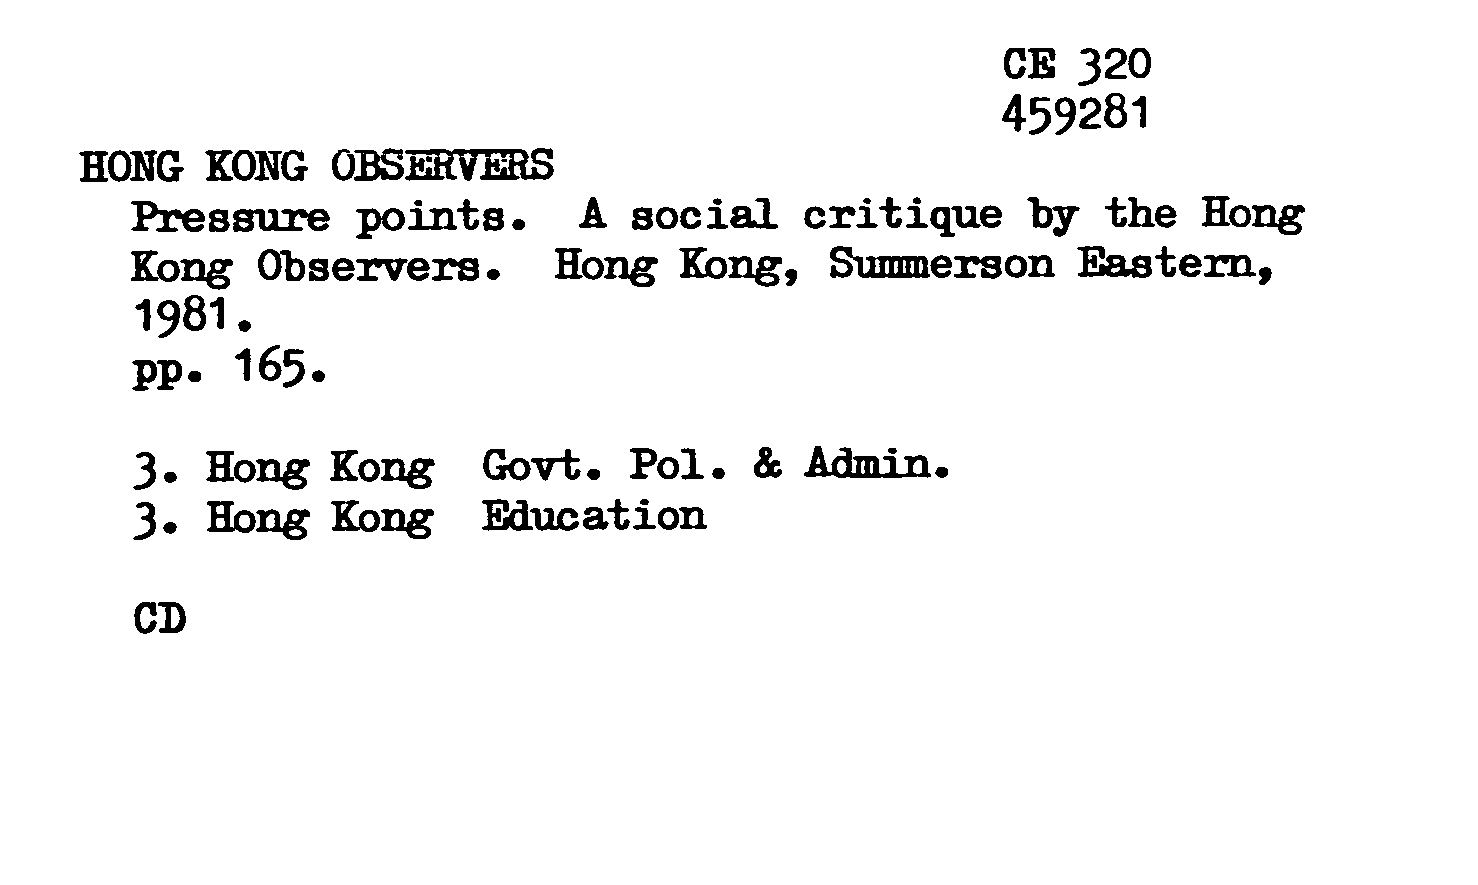 CE 320
459281
HONG KONG OBSERVERS
Pressure points. A social critique by the Hong
Kong Observers. Hong Kong, Summerson Eastern,
1981.
pp. 165.
3. Hong Kong Govt. Pol. & Admin.
3. Hong Kong Education
CD